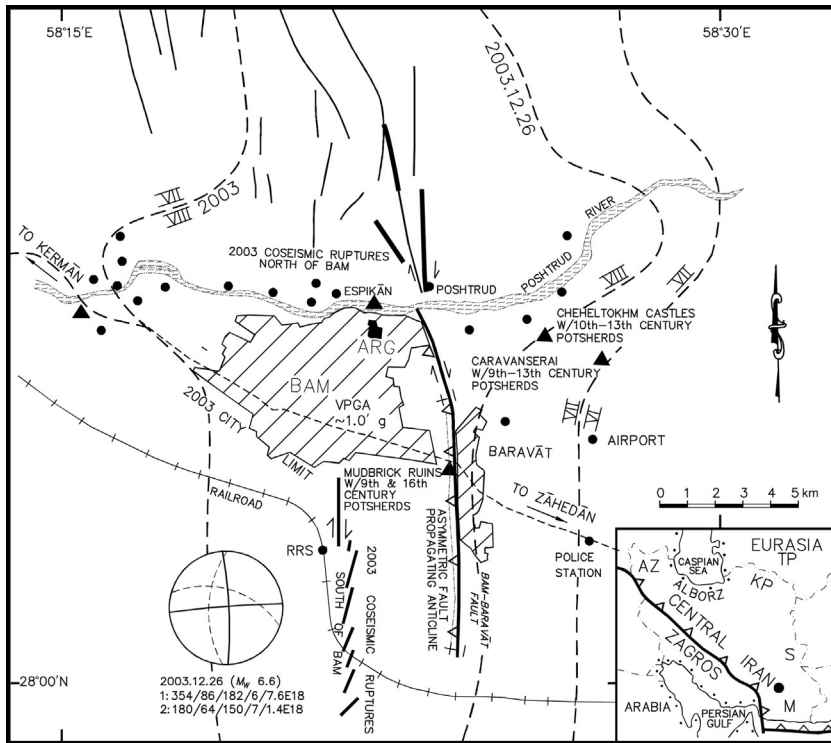 58°15'E
58°30'E
2003.12.26
VII
VIII
2003
TO KERMĀN
2003 COSEISMIC RUPTURES
NORTH OF BAM
ESPIKĀN
POSHTRUD
POSHTRUD
RIVER
VIII
VII
CHEHELTOKHM CASTLES
W/10th–13th CENTURY
POTSHERDS
ARG
CARAVANSERAI
W/9th–13th CENTURY
POTSHERDS
BAM
VPGA
~1.0' g
2003 CITY
LIMIT
VII
VI
BARAVĀT
AIRPORT
MUDBRICK RUINS
W/9th & 16th
CENTURY
POTSHERDS
RAILROAD
TO ZĀHEDĀN
0 1 2 3 4 5 km
RRS
ASYMMETRIC FAULT
PROPAGATING ANTICLINE
BAM-BARAVĀT
FAULT
POLICE
STATION
2003 COSEISMIC RUPTURES
SOUTH OF BAM
28°00'N
2003.12.26 (Mw 6.6)
1:354/86/182/6/7.6E18
2:180/64/150/7/1.4E18
EURASIA
TP
AZ
CASPIAN
SEA
KP
ALBORZ
CENTRAL IRAN
ZAGROS
S
M
ARABIA
PERSIAN
GULF